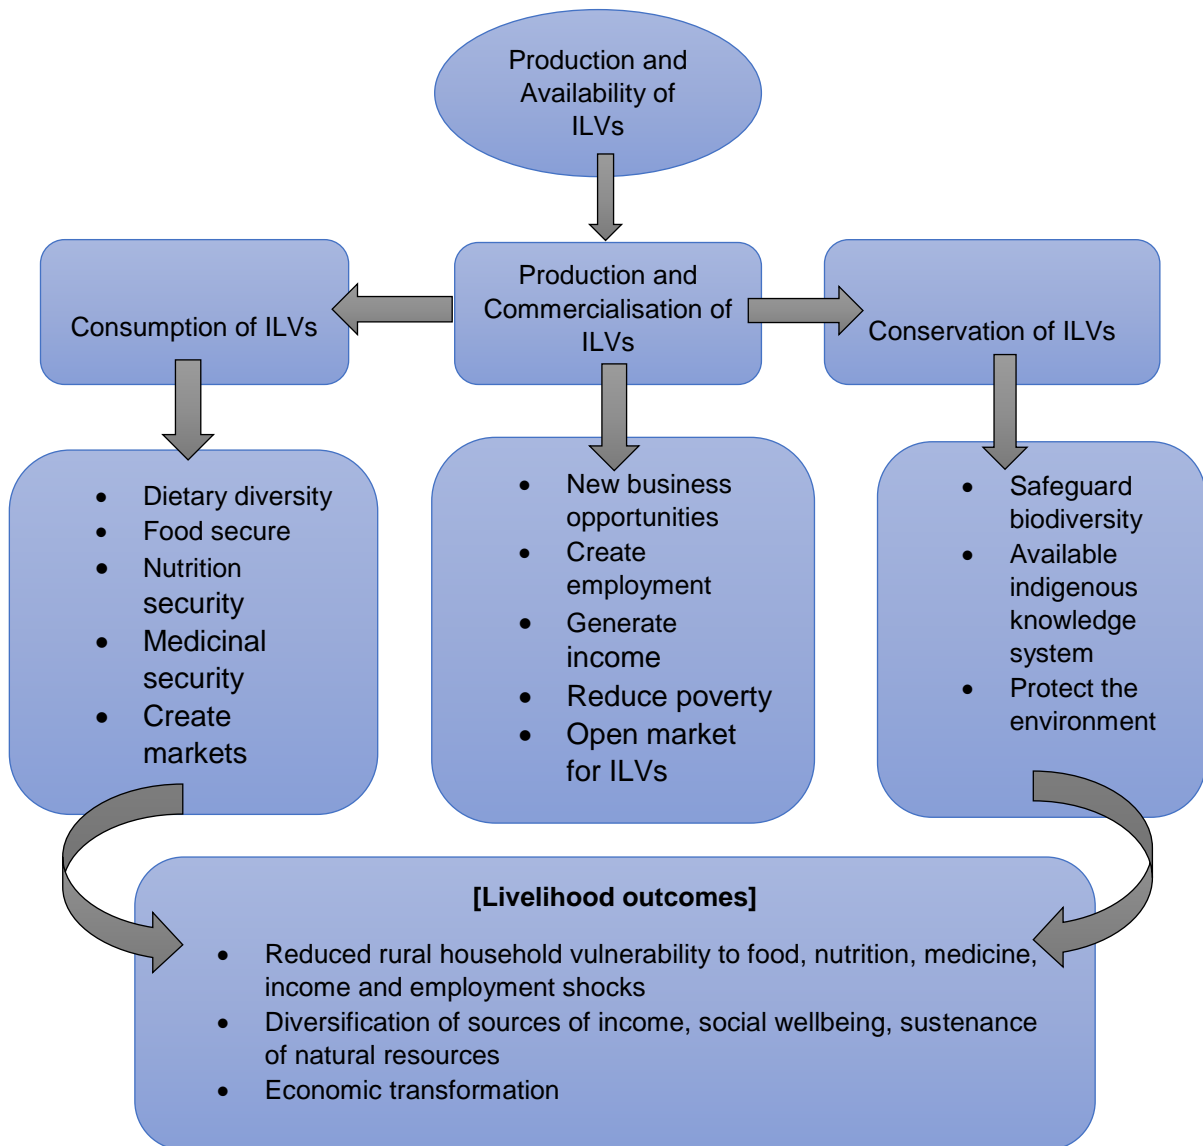 Production and
Availability of
ILVs
Consumption of ILVs
Production and
Commercialisation of
ILVs
Conservation of ILVs
• Dietary diversity
• Food secure
• Nutrition
security
• Medicinal
security
• Create
markets
• New business
opportunities
• Create
employment
• Generate
income
• Reduce poverty
• Open market
for ILVs
• Safeguard
biodiversity
• Available
indigenous
knowledge
system
• Protect the
environment
[Livelihood outcomes]
• Reduced rural household vulnerability to food, nutrition, medicine,
income and employment shocks
• Diversification of sources of income, social wellbeing, sustenance
of natural resources
• Economic transformation